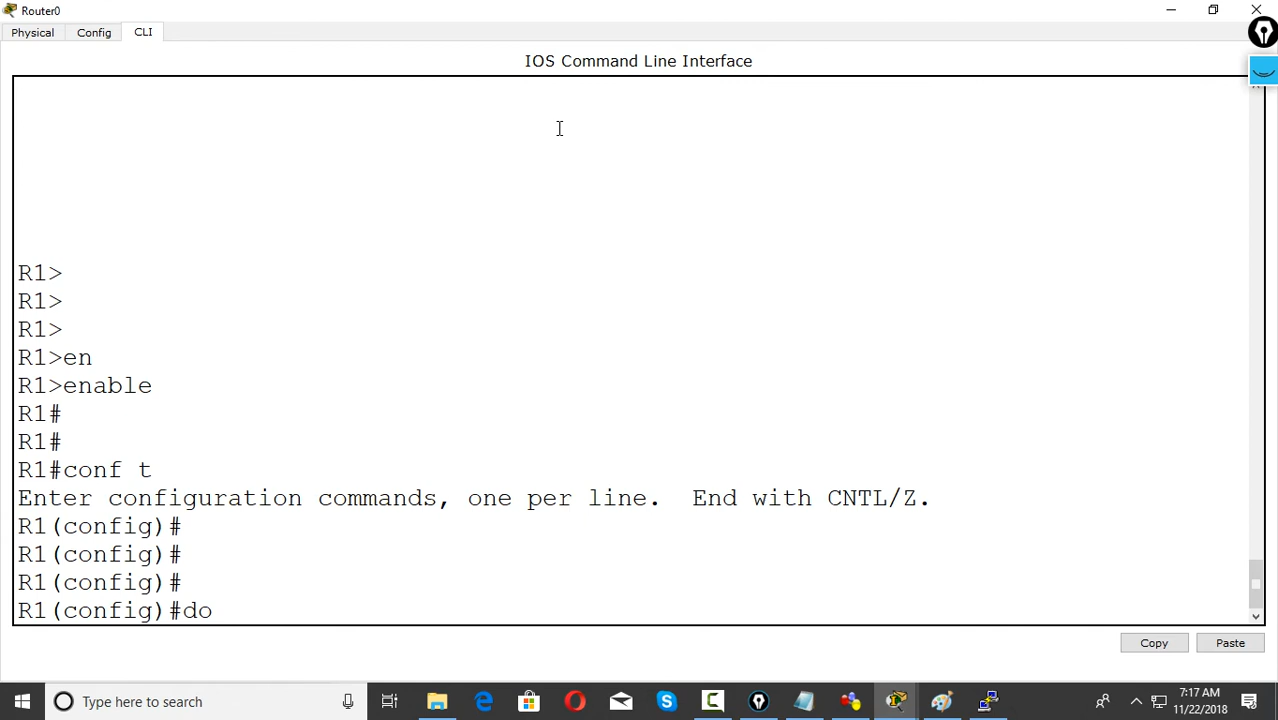 Router0
Physical Config CLI
IOS Command Line Interface
R1>
R1>
R1>
R1>en
R1>enable
R1#
R1#
R1#conf t
Enter configuration commands, one per line.  End with CNTL/Z.
R1(config)#
R1(config)#
R1(config)#
R1(config)#do
Copy Paste
Type here to search
7:17 AM
11/22/2018